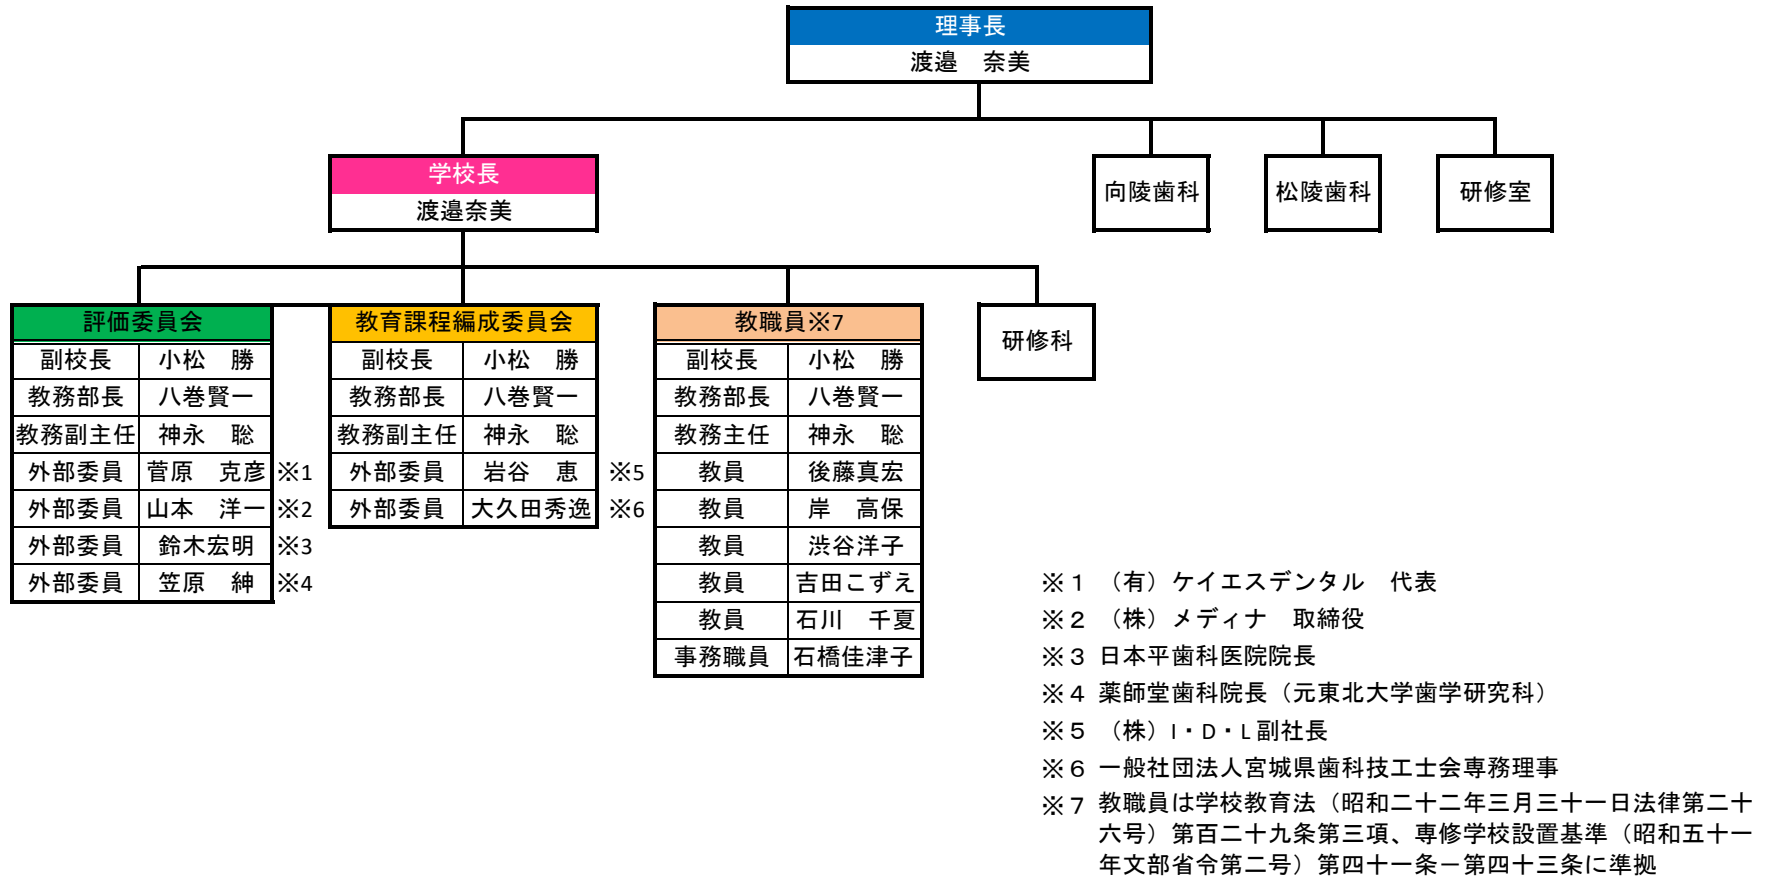 理事長
渡邉　奈美
学校長
渡邉奈美
向陵歯科
松陵歯科
研修室
評価委員会
副校長 小松　勝
教務部長 八巻賢一
教務副主任 神永　聡
外部委員 菅原　克彦 ※1
外部委員 山本　洋一 ※2
外部委員 鈴木宏明 ※3
外部委員 笠原　紳 ※4
教育課程編成委員会
副校長 小松　勝
教務部長 八巻賢一
教務副主任 神永　聡
外部委員 岩谷　恵 ※5
外部委員 大久田秀逸 ※6
教職員※7
副校長 小松　勝
教務部長 八巻賢一
教務主任 神永　聡
教員 後藤真宏
教員 岸　高保
教員 渋谷洋子
教員 吉田こずえ
教員 石川　千夏
事務職員 石橋佳津子
研修科
※１ （有）ケイエスデンタル　代表
※２ （株）メディナ　取締役
※３ 日本平歯科医院院長
※４ 薬師堂歯科院長（元東北大学歯学研究科）
※５ （株）I・D・L副社長
※６ 一般社団法人宮城県歯科技工士会専務理事
※７ 教職員は学校教育法（昭和二十二年三月三十一日法律第二十
六号）第百二十九条第三項、専修学校設置基準（昭和五十一
年文部省令第二号）第四十一条－第四十三条に準拠